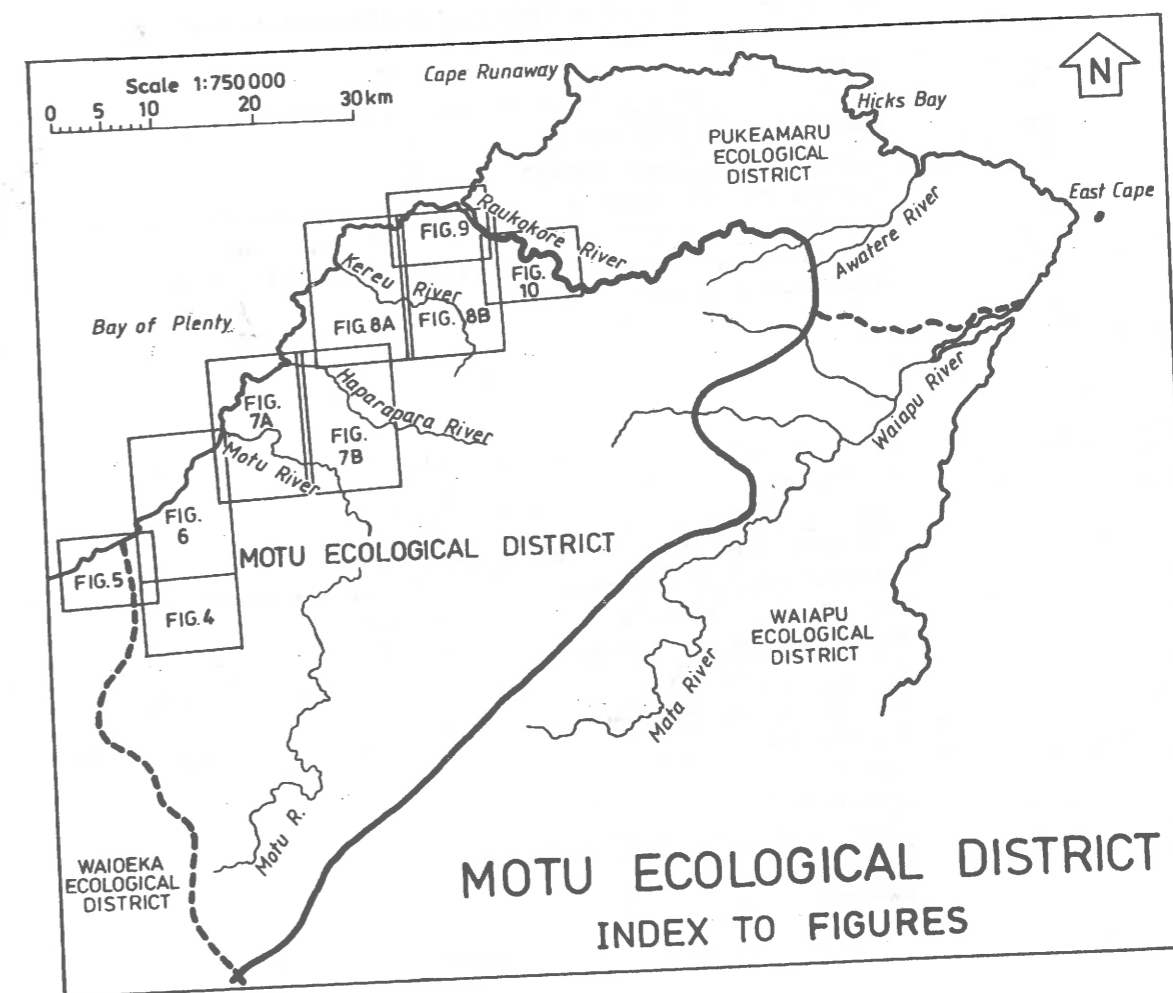 Scale 1:750 000
0 5 10 20 30 km
Cape Runaway
N
Hicks Bay
PUKEAMARU
ECOLOGICAL
DISTRICT
East Cape
Raukokore River
Awatere River
FIG. 9
FIG.
10
Kereu River
FIG. 8A
FIG. 8B
Bay of Plenty
Haparapara River
FIG.
7A
FIG.
7B
Waiapu River
Motu River
FIG.
6
MOTU ECOLOGICAL DISTRICT
FIG. 5
FIG. 4
WAIAPU
ECOLOGICAL
DISTRICT
Mata River
Motu R.
WAIOEKA
ECOLOGICAL
DISTRICT
MOTU ECOLOGICAL DISTRICT
INDEX TO FIGURES